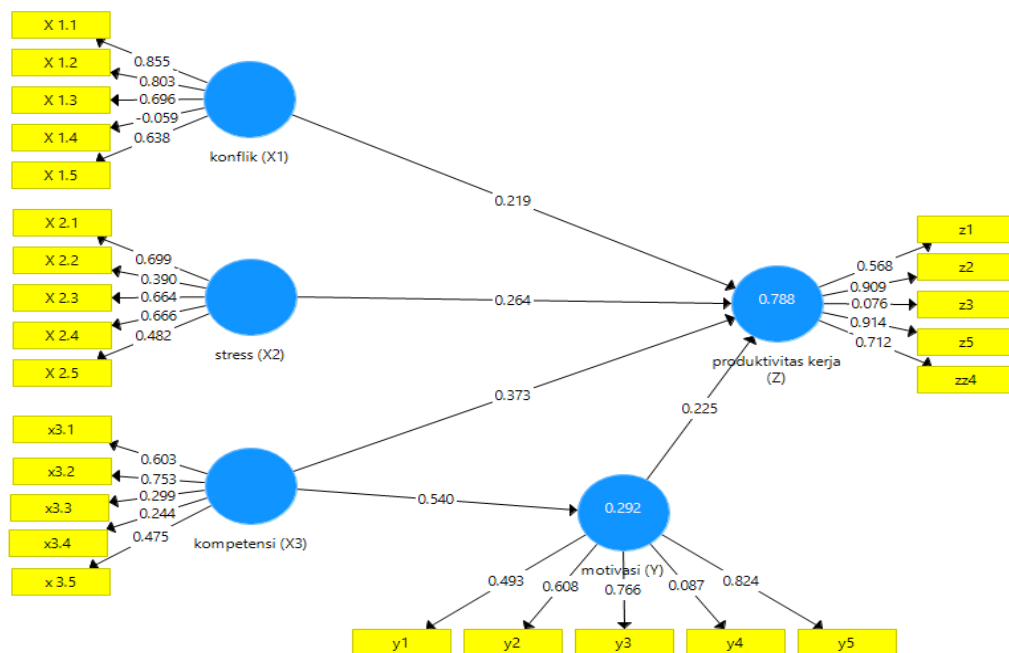 X 1.1
X 1.2
X 1.3
X 1.4
X 1.5
0.855
0.803
0.696
-0.059
0.638
konflik (X1)
0.219
X 2.1
X 2.2
X 2.3
X 2.4
X 2.5
0.699
0.390
0.664
0.666
0.482
stress (X2)
0.264
x3.1
x3.2
x3.3
x3.4
x 3.5
0.603
0.753
0.299
0.244
0.475
kompetensi (X3)
0.373
0.540
0.225
0.788
produktivitas kerja
(Z)
0.568
0.909
0.076
0.914
0.712
z1
z2
z3
z5
zz4
0.292
motivasi (Y)
0.493
0.608
0.766
0.087
0.824
y1
y2
y3
y4
y5